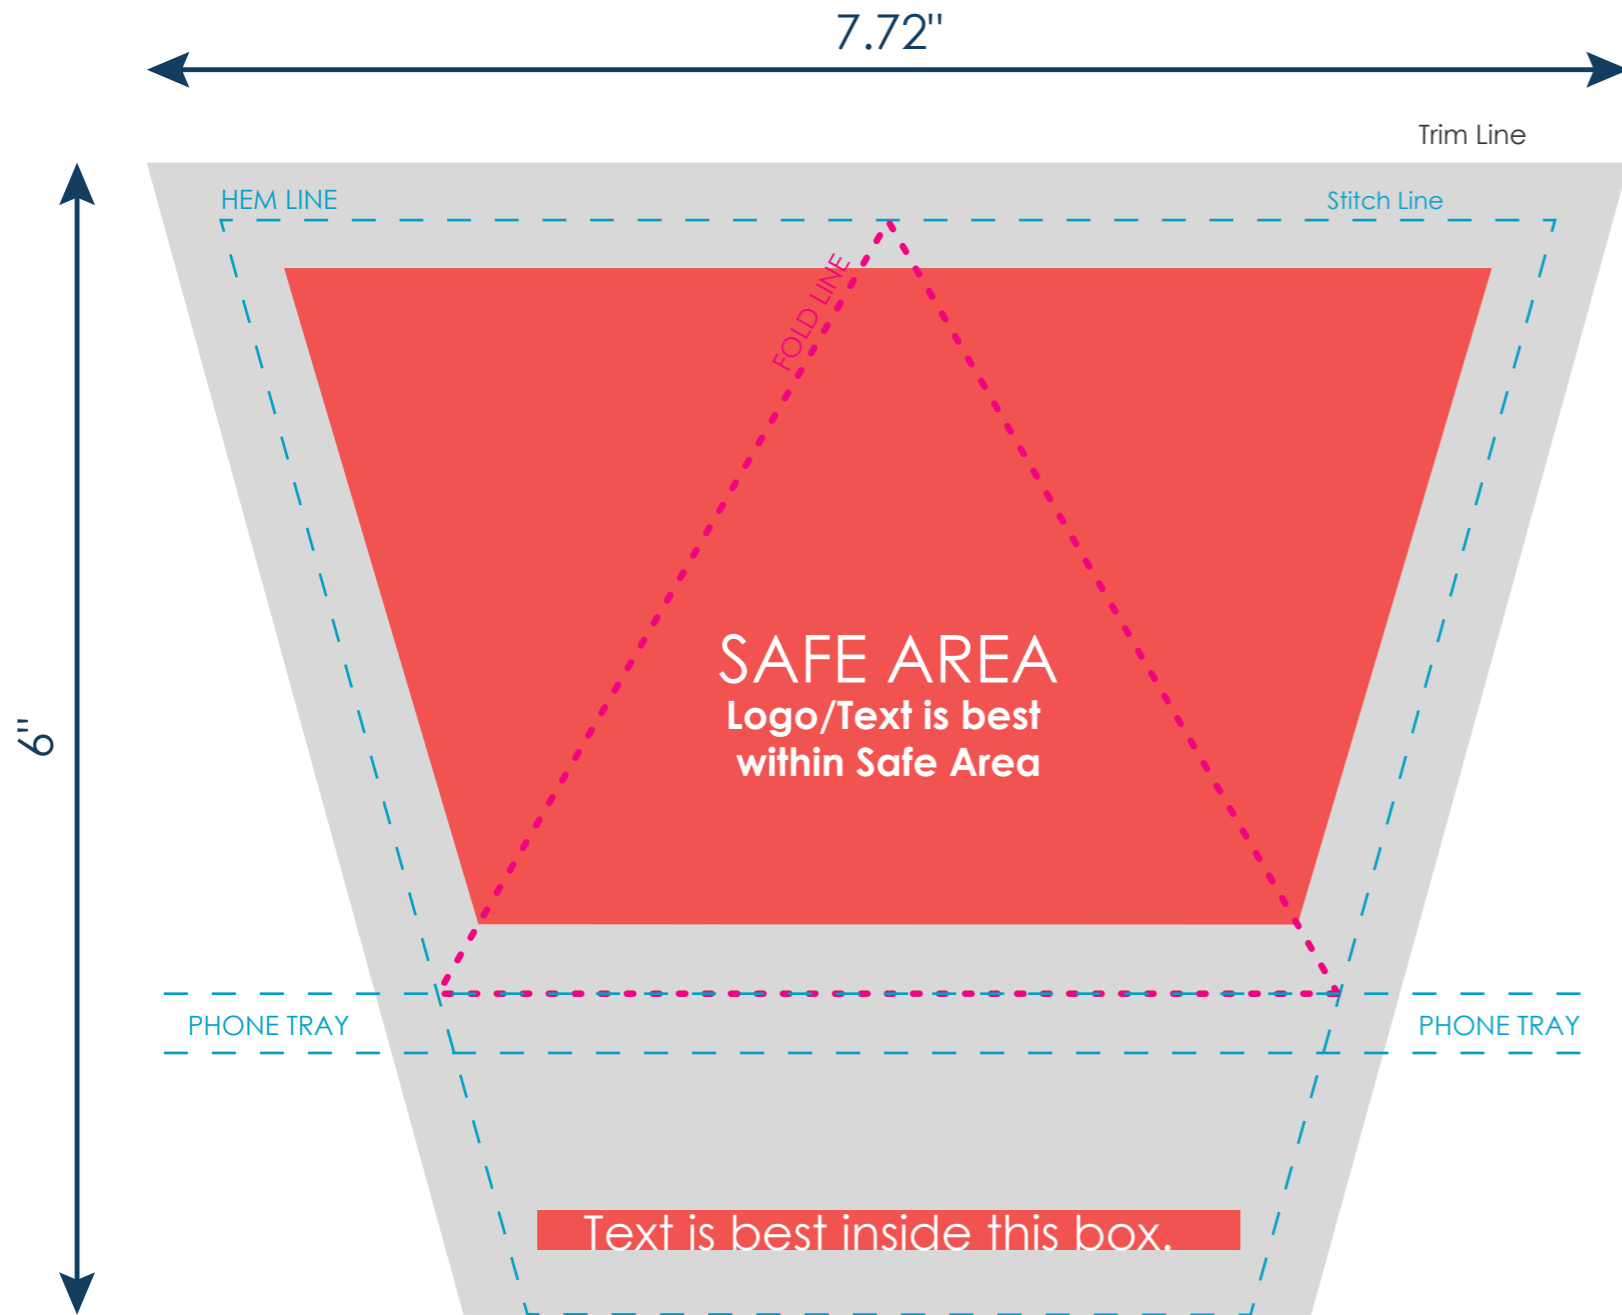 7.72"
Trim Line
HEM LINE
Stitch Line
FOLD LINE
6"
SAFE AREA
Logo/Text is best
within Safe Area
PHONE TRAY
PHONE TRAY
Text is best inside this box.